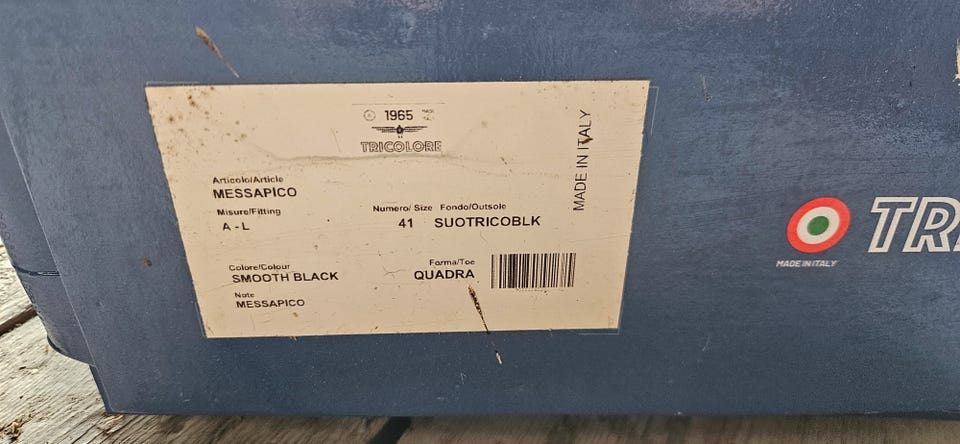 1965
TRICOLORE
MADE IN ITALY
Articolo/Article
MESSAPICO
Misure/Fitting
A - L
Numero/ Size
41
Fondo/Outsole
SUOTRICOBLK
Colore/Colour
SMOOTH BLACK
Forma/Toe
QUADRA
Note
MESSAPICO
MADE IN ITALY
TRI